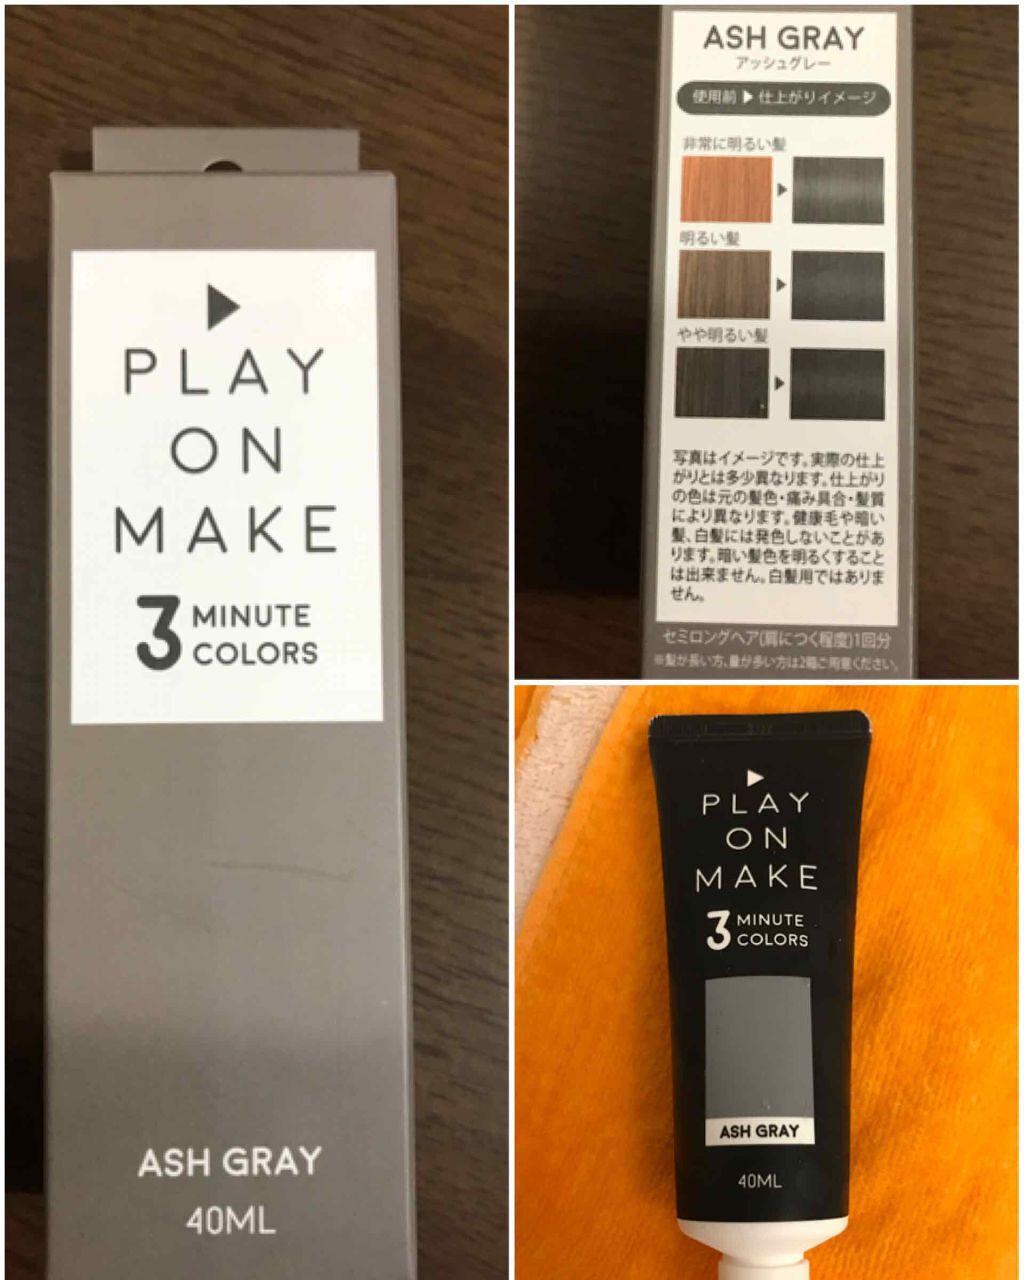 PLAY
ON
MAKE
3 MINUTE
COLORS
ASH GRAY
40ML
ASH GRAY
アッシュグレー
使用前▶仕上がりイメージ
非常に明るい髪
明るい髪
やや明るい髪
写真はイメージです。実際の仕上
がりとは多少異なります。仕上がり
の色は元の髪色・痛み具合・髪質
により異なります。健康毛や暗い
髪、白髪には発色しないことがあ
ります。暗い髪色を明るくすること
は出来ません。白髪用ではありま
せん。
セミロングヘア(肩につく程度)1回分
※髪が長い方、量が多い方は2箱ご用意ください。
PLAY
ON
MAKE
3 MINUTE
COLORS
ASH GRAY
40ML